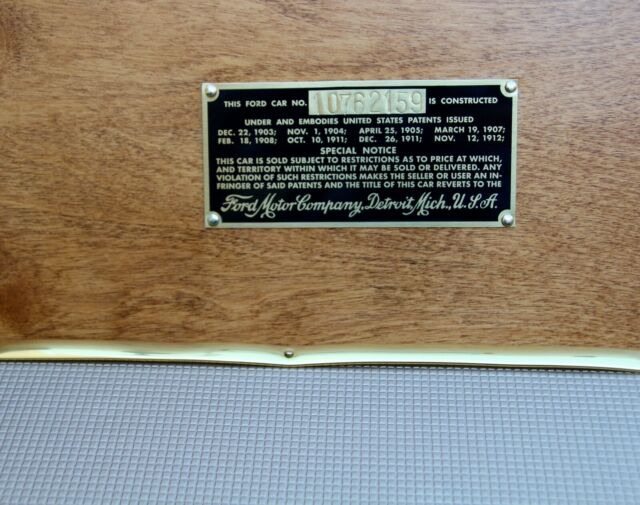 THIS FORD CAR NO. 10762159 IS CONSTRUCTED
UNDER AND EMBODIES UNITED STATES PATENTS ISSUED
DEC. 22, 1903; NOV. 1, 1904; APRIL 25, 1905; MARCH 19, 1907;
FEB. 18, 1908; OCT. 10, 1911; DEC. 26, 1911; NOV. 12, 1912;
SPECIAL NOTICE
THIS CAR IS SOLD SUBJECT TO RESTRICTIONS AS TO PRICE AT WHICH,
AND TERRITORY WITHIN WHICH IT MAY BE SOLD OR DELIVERED. ANY
VIOLATION OF SUCH RESTRICTIONS MAKES THE SELLER OR USER AN IN-
FRINGER OF SAID PATENTS AND THE TITLE OF THIS CAR REVERTS TO THE
Ford Motor Company, Detroit, Mich., U.S.A.